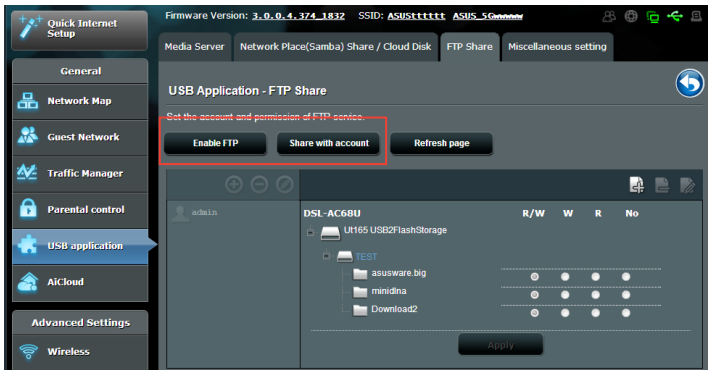 Quick Internet
Setup
Firmware Version: 3.0.0.4.374_1832 SSID: ASUStttttt ASUS_5G
Media Server Network Place(Samba) Share / Cloud Disk FTP Share Miscellaneous setting
General
Network Map
Guest Network
Traffic Manager
Parental control
USB application
AiCloud
Advanced Settings
Wireless
USB Application - FTP Share
Set the account and permission of FTP service.
Enable FTP Share with account Refresh page
admin
DSL-AC68U R/W W R No
Ut165 USB2FlashStorage
TEST
asusware.big
minidlna
Download2
Apply